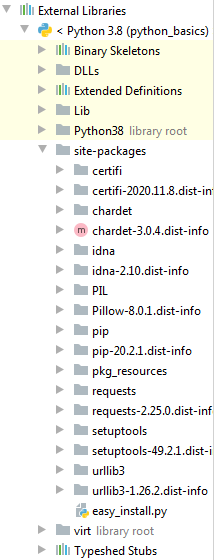 External Libraries
< Python 3.8 (python_basics)
Binary Skeletons
DLLs
Extended Definitions
Lib
Python38 library root
site-packages
certifi
certifi-2020.11.8.dist-inf
chardet
m chardet-3.0.4.dist-info
idna
idna-2.10.dist-info
PIL
Pillow-8.0.1.dist-info
pip
pip-20.2.1.dist-info
pkg_resources
requests
requests-2.25.0.dist-info
setuptools
setuptools-49.2.1.dist-i
urllib3
urllib3-1.26.2.dist-info
easy_install.py
virt library root
Typeshed Stubs